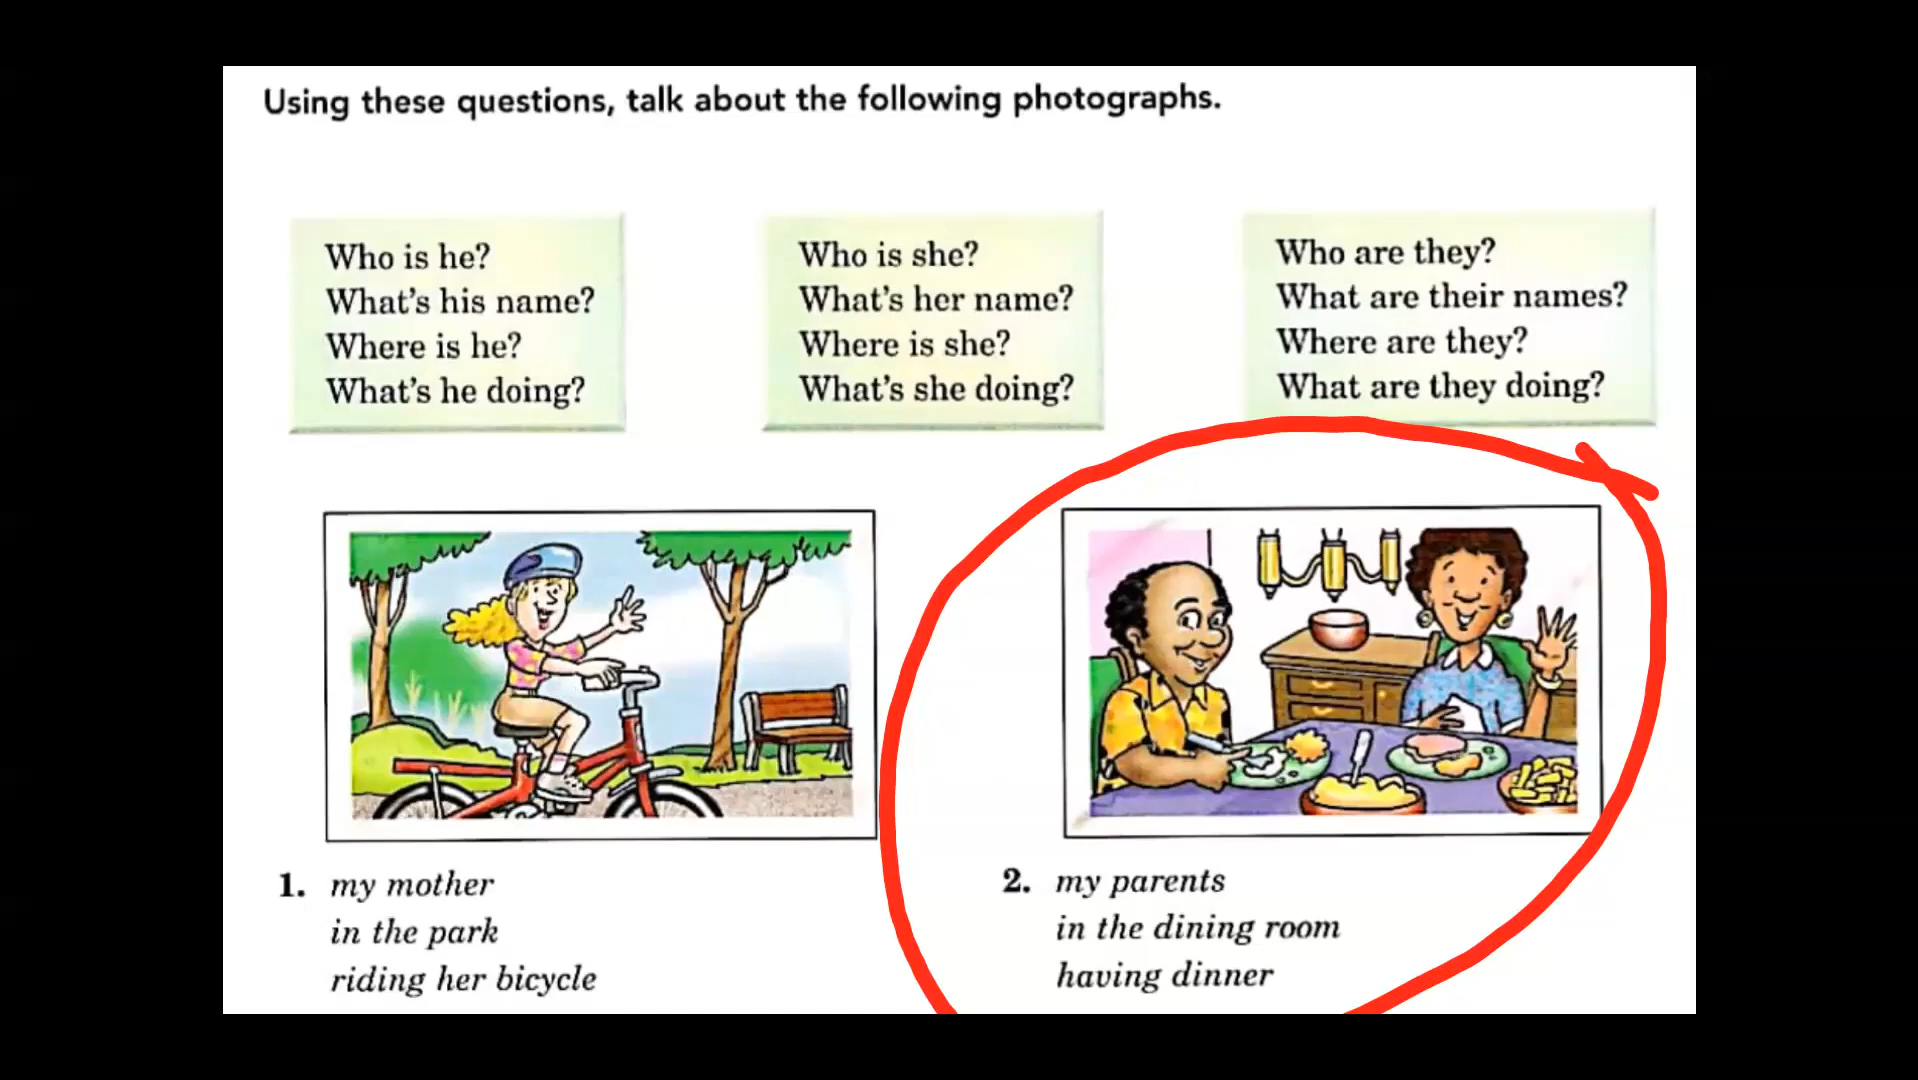 Using these questions, talk about the following photographs.
Who is he?
What's his name?
Where is he?
What's he doing?
Who is she?
What's her name?
Where is she?
What's she doing?
Who are they?
What are their names?
Where are they?
What are they doing?
1. my mother
in the park
riding her bicycle
2. my parents
in the dining room
having dinner